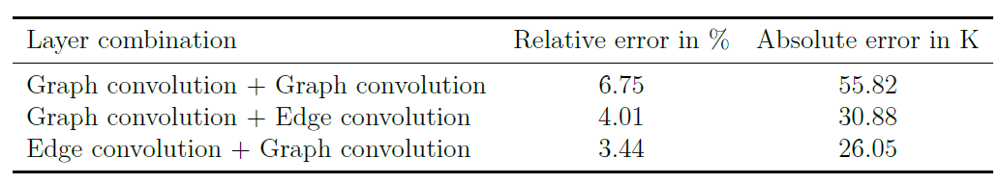 Layer combination Relative error in % Absolute error in K
Graph convolution + Graph convolution 6.75 55.82
Graph convolution + Edge convolution 4.01 30.88
Edge convolution + Graph convolution 3.44 26.05